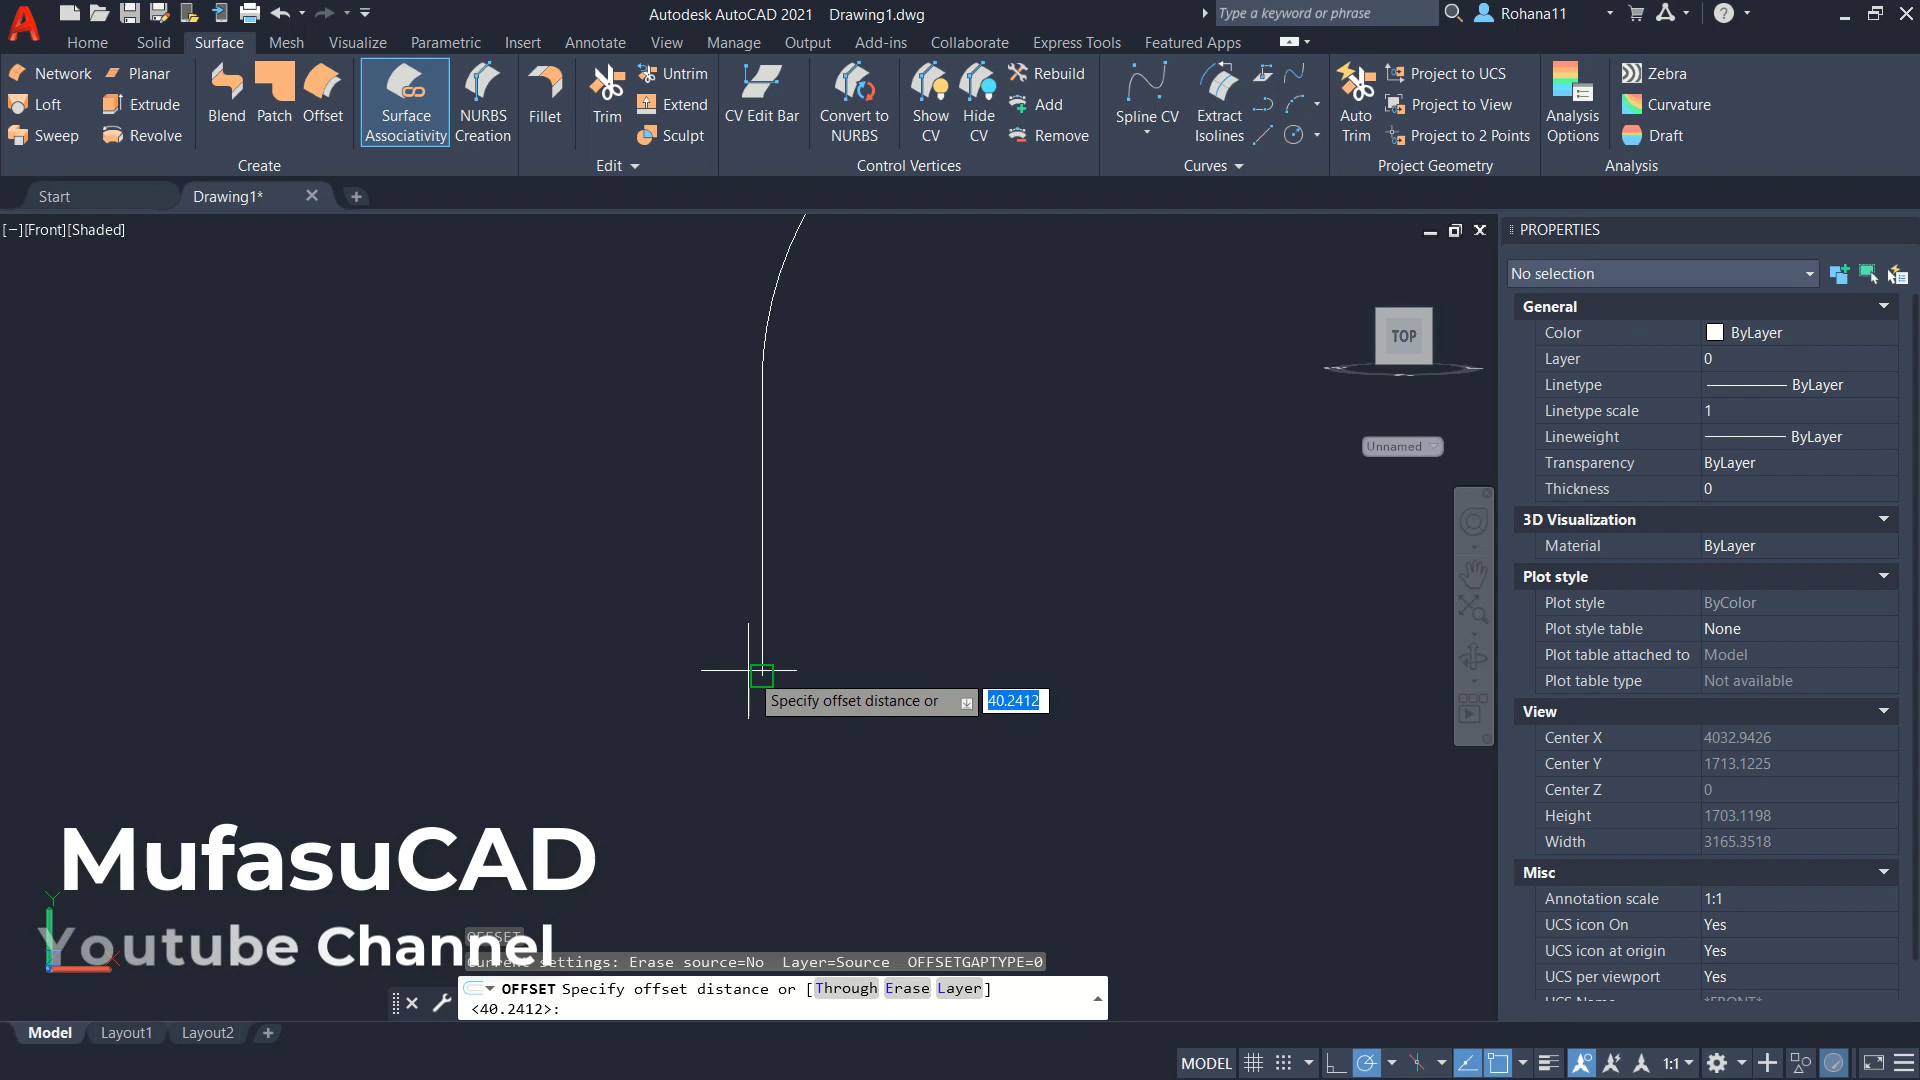 Autodesk AutoCAD 2021 Drawing1.dwg
Type a keyword or phrase
Rohana11
Home Solid Surface Mesh Visualize Parametric Insert Annotate View Manage Output Add-ins Collaborate Express Tools Featured Apps
Network Planar
Loft Extrude
Sweep Revolve
Blend Patch Offset
Surface Associativity
NURBS Creation
Fillet
Trim
Untrim
Extend
Sculpt
CV Edit Bar
Convert to NURBS
Show CV
Hide CV
Rebuild
Add
Remove
Spline CV
Extract Isolines
Auto Trim
Project to UCS
Project to View
Project to 2 Points
Analysis Options
Zebra
Curvature
Draft
Create Edit Control Vertices Curves Project Geometry Analysis
Start Drawing1*
[−][Front][Shaded]
TOP
Unnamed
Specify offset distance or 40.2412
PROPERTIES
No selection
General
Color ByLayer
Layer 0
Linetype ByLayer
Linetype scale 1
Lineweight ByLayer
Transparency ByLayer
Thickness 0
3D Visualization
Material ByLayer
Plot style
Plot style ByColor
Plot style table None
Plot table attached to Model
Plot table type Not available
View
Center X 4032.9426
Center Y 1713.1225
Center Z 0
Height 1703.1198
Width 3165.3518
Misc
Annotation scale 1:1
UCS icon On Yes
UCS icon at origin Yes
UCS per viewport Yes
UCS Name *FRONT*
MufasuCAD
Youtube Channel
Y
X
OFFSET
Current settings: Erase source=No Layer=Source OFFSETGAPTYPE=0
OFFSET Specify offset distance or [Through Erase Layer]
<40.2412>:
Model Layout1 Layout2
MODEL 1:1